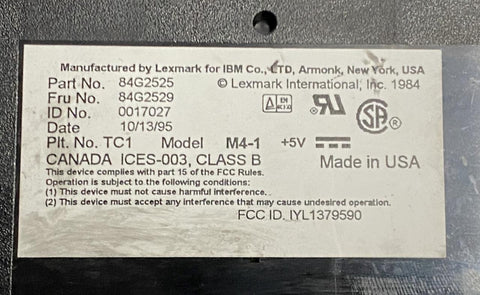 Manufactured by Lexmark for IBM Co., LTD, Armonk, New York, USA
Part No. 84G2525 © Lexmark International, Inc. 1984
Fru No. 84G2529
ID No. 0017027
Date 10/13/95
Plt. No. TC1 Model M4-1 +5V
CANADA ICES-003, CLASS B Made in USA
This device complies with part 15 of the FCC Rules.
Operation is subject to the following conditions:
(1) This device must not cause harmful interference.
(2) This device must accept any interference that may cause undesired operation.
FCC ID. IYL1379590